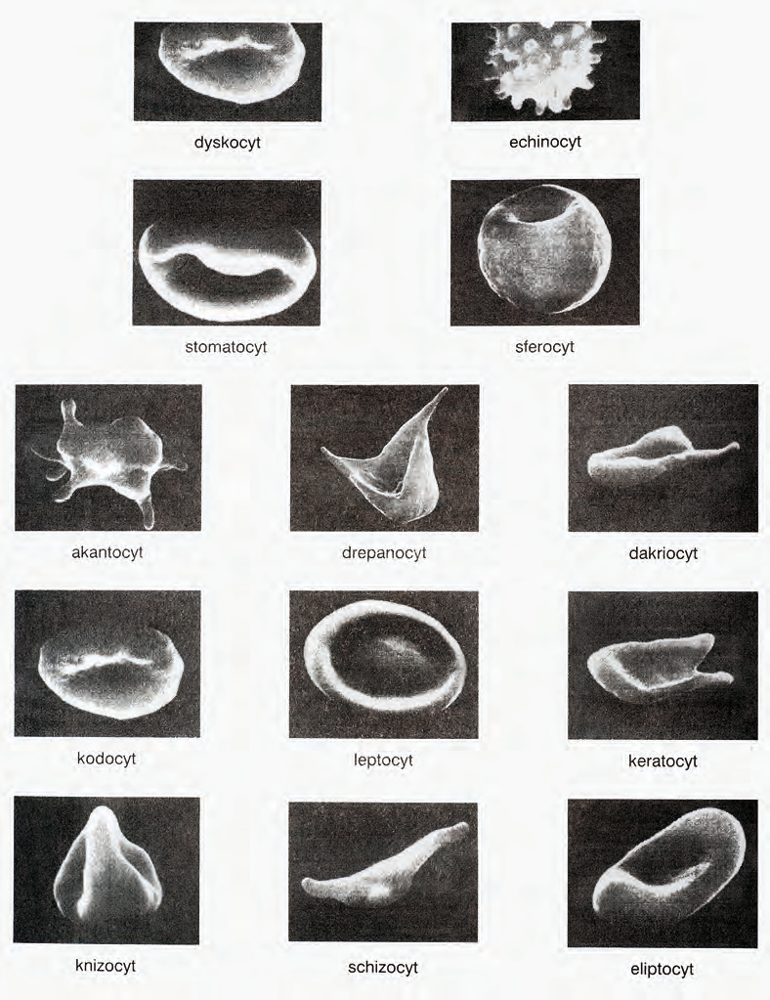 dyskocyt
echinocyt
stomatocyt
sferocyt
akantocyt
drepanocyt
dakriocyt
kodocyt
leptocyt
keratocyt
knizocyt
schizocyt
eliptocyt